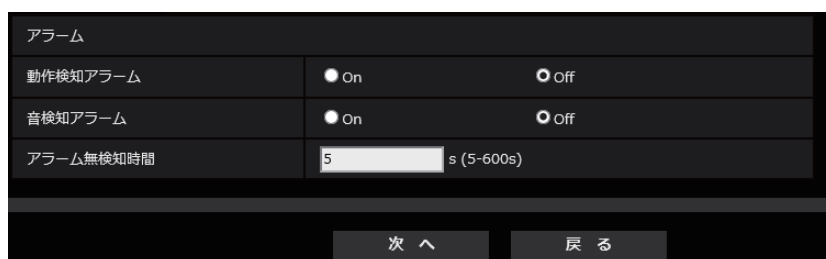 アラーム
動作検知アラーム On Off
音検知アラーム On Off
アラーム無検知時間 5 s (5-600s)
次 へ 戻 る